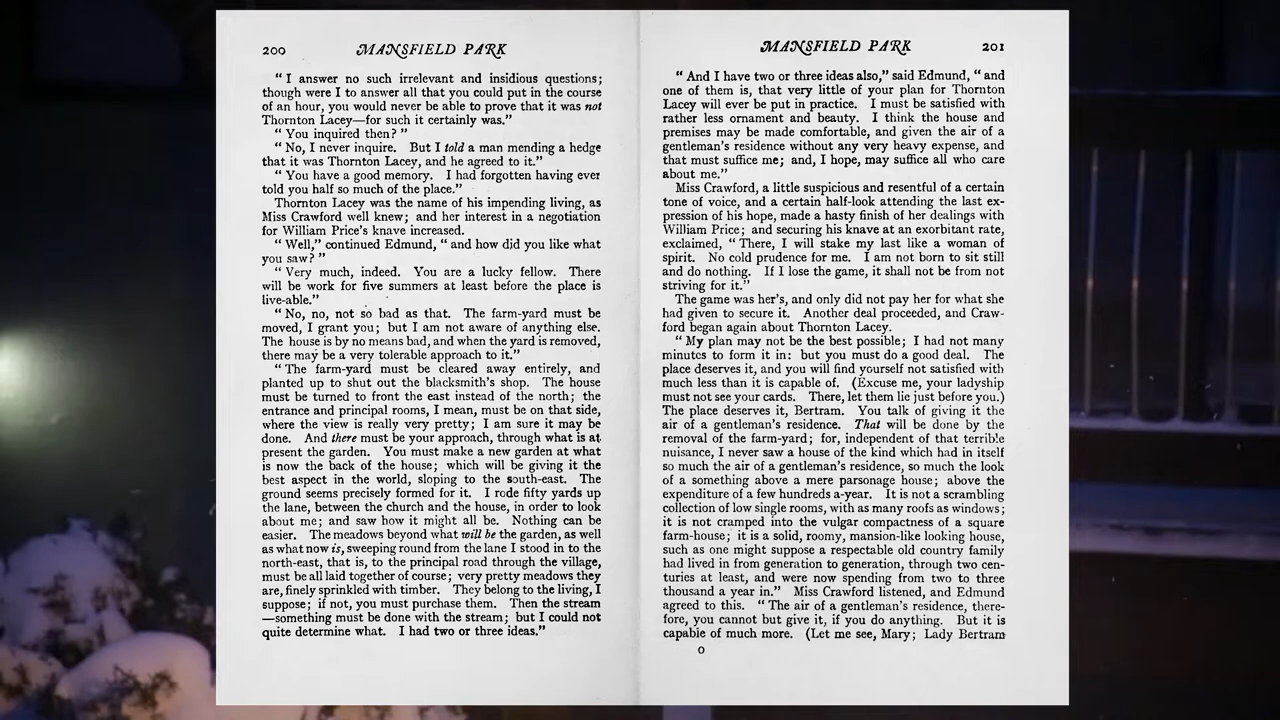 200
MANSFIELD PARK
“ I answer no such irrelevant and insidious questions;
though were I to answer all that you could put in the course
of an hour, you would never be able to prove that it was not
Thornton Lacey—for such it certainly was.”
“ You inquired then? ”
“ No, I never inquire. But I told a man mending a hedge
that it was Thornton Lacey, and he agreed to it.”
“ You have a good memory. I had forgotten having ever
told you half so much of the place.”
Thornton Lacey was the name of his impending living, as
Miss Crawford well knew; and her interest in a negotiation
for William Price’s knave increased.
“ Well,” continued Edmund, “ and how did you like what
you saw? ”
“ Very much, indeed. You are a lucky fellow. There
will be work for five summers at least before the place is
live-able.”
“ No, no, not so bad as that. The farm-yard must be
moved, I grant you; but I am not aware of anything else.
The house is by no means bad, and when the yard is removed,
there may be a very tolerable approach to it.”
“ The farm-yard must be cleared away entirely, and
planted up to shut out the blacksmith’s shop. The house
must be turned to front the east instead of the north; the
entrance and principal rooms, I mean, must be on that side,
where the view is really very pretty; I am sure it may be
done. And there must be your approach, through what is at
present the garden. You must make a new garden at what
is now the back of the house; which will be giving it the
best aspect in the world, sloping to the south-east. The
ground seems precisely formed for it. I rode fifty yards up
the lane, between the church and the house, in order to look
about me; and saw how it might all be. Nothing can be
easier. The meadows beyond what will be the garden, as well
as what now is, sweeping round from the lane I stood in to the
north-east, that is, to the principal road through the village,
must be all laid together of course; very pretty meadows they
are, finely sprinkled with timber. They belong to the living, I
suppose; if not, you must purchase them. Then the stream
—something must be done with the stream; but I could not
quite determine what. I had two or three ideas.”
MANSFIELD PARK
201
“ And I have two or three ideas also,” said Edmund, “ and
one of them is, that very little of your plan for Thornton
Lacey will ever be put in practice. I must be satisfied with
rather less ornament and beauty. I think the house and
premises may be made comfortable, and given the air of a
gentleman’s residence without any very heavy expense, and
that must suffice me; and, I hope, may suffice all who care
about me.”
Miss Crawford, a little suspicious and resentful of a certain
tone of voice, and a certain half-look attending the last ex-
pression of his hope, made a hasty finish of her dealings with
William Price; and securing his knave at an exorbitant rate,
exclaimed, “ There, I will stake my last like a woman of
spirit. No cold prudence for me. I am not born to sit still
and do nothing. If I lose the game, it shall not be from not
striving for it.”
The game was her’s, and only did not pay her for what she
had given to secure it. Another deal proceeded, and Craw-
ford began again about Thornton Lacey.
“ My plan may not be the best possible; I had not many
minutes to form it in: but you must do a good deal. The
place deserves it, and you will find yourself not satisfied with
much less than it is capable of. (Excuse me, your ladyship
must not see your cards. There, let them lie just before you.)
The place deserves it, Bertram. You talk of giving it the
air of a gentleman’s residence. That will be done by the
removal of the farm-yard; for, independent of that terrible
nuisance, I never saw a house of the kind which had in itself
so much the air of a gentleman’s residence, so much the look
of a something above a mere parsonage house; above the
expenditure of a few hundreds a-year. It is not a scrambling
collection of low single rooms, with as many roofs as windows;
it is not cramped into the vulgar compactness of a square
farm-house; it is a solid, roomy, mansion-like looking house,
such as one might suppose a respectable old country family
had lived in from generation to generation, through two cen-
turies at least, and were now spending from two to three
thousand a year in.” Miss Crawford listened, and Edmund
agreed to this. “ The air of a gentleman’s residence, there-
fore, you cannot but give it, if you do anything. But it is
capable of much more. (Let me see, Mary; Lady Bertram
O